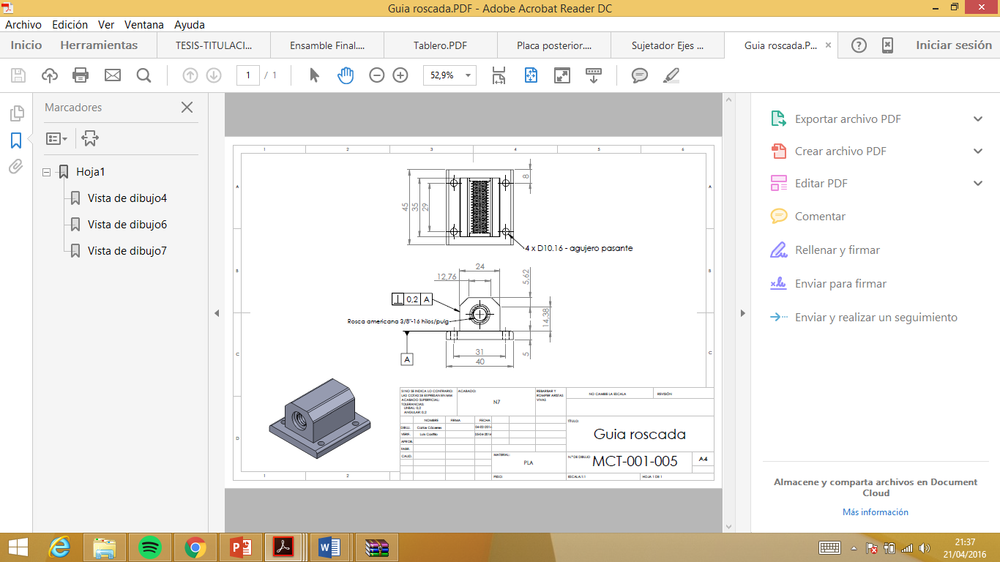 Guia roscada.PDF - Adobe Acrobat Reader DC
Archivo Edición Ver Ventana Ayuda
Inicio Herramientas TESIS-TITULACI... Ensamble Final.... Tablero.PDF Placa posterior.... Sujetador Ejes ... Guia roscada.P... Iniciar sesión
1 / 1 52,9%
Marcadores
Hoja1
Vista de dibujo4
Vista de dibujo6
Vista de dibujo7
1 2 3 4 5 6
A A
B B
C C
D
1 2
8
45 35 29
4 x D10.16 - agujero pasante
24
12,76
5,62
⊥ 0,2 A
Rosca americana 3/8"-16 hilos/pulg
14,38
A
31
40
5
SI NO SE INDICA LO CONTRARIO:
LAS COTAS SE EXPRESAN EN MM
ACABADO SUPERFICIAL:
TOLERANCIAS:
LINEAL: 0,2
ANGULAR: 0,2
ACABADO:
N7
REBARBAR Y
ROMPER ARISTAS
VIVAS
NO CAMBIE LA ESCALA
REVISIÓN
NOMBRE FIRMA FECHA
DIBUJ. Carlos Cáceres 04-02-2016
VERIF. Luis Castillo 05-04-2016
APROB.
FABR.
CALID.
TÍTULO:
Guia roscada
MATERIAL:
PLA
N.º DE DIBUJO
MCT-001-005
A4
PESO:
ESCALA:1:1
HOJA 1 DE 1
Exportar archivo PDF
Crear archivo PDF
Editar PDF
Comentar
Rellenar y firmar
Enviar para firmar
Enviar y realizar un seguimiento
Almacene y comparta archivos en Document
Cloud
Más información
21:37
21/04/2016